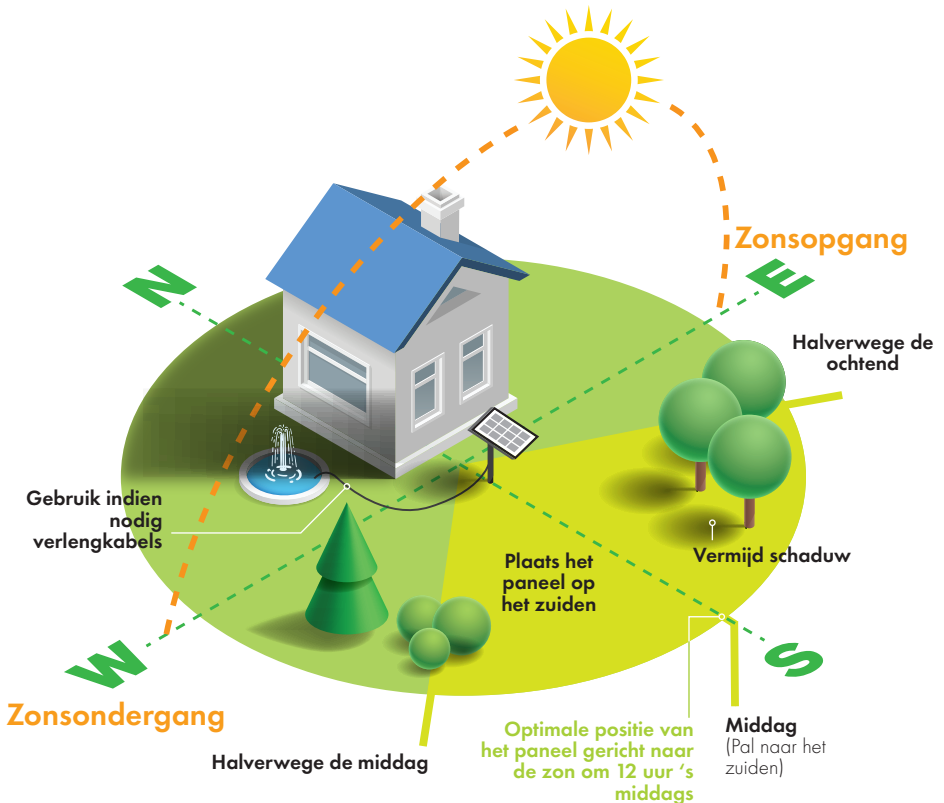 Zonsopgang
N
E
Halverwege de
ochtend
Gebruik indien
nodig
verlengkabels
Vermijd schaduw
Plaats het
paneel op
het zuiden
W
S
Zonsondergang
Halverwege de middag
Optimale positie van
het paneel gericht naar
de zon om 12 uur ‘s
middags
Middag
(Pal naar het
zuiden)